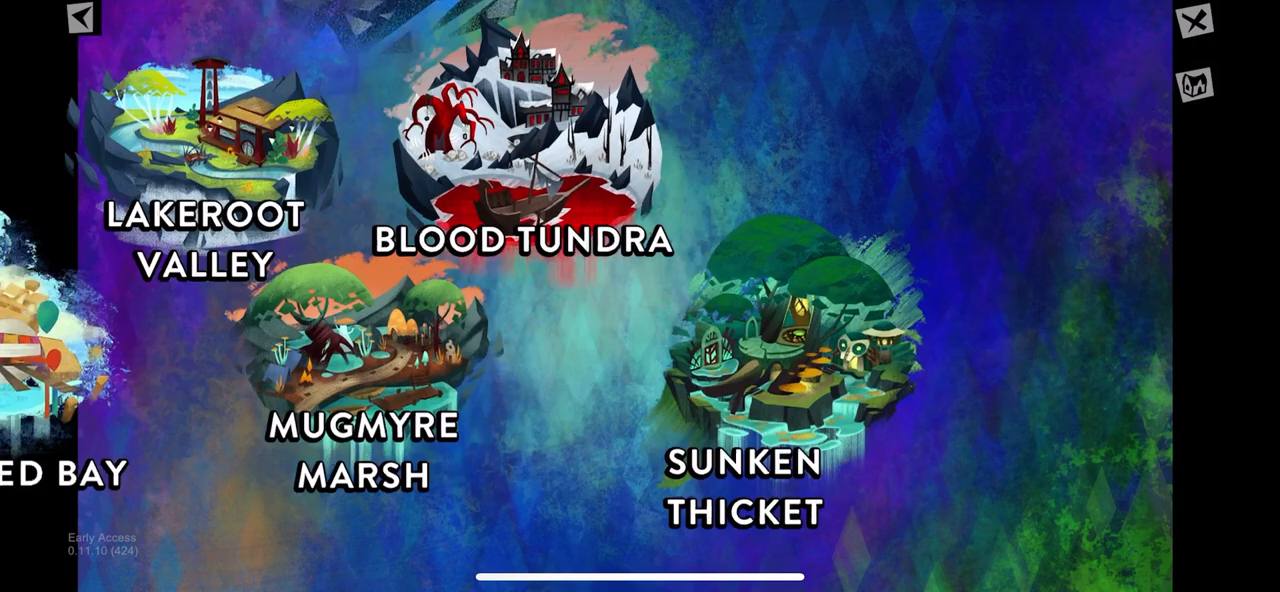 LAKEROOT
VALLEY
BLOOD TUNDRA
MUGMYRE
MARSH
ED BAY
SUNKEN
THICKET
Early Access
0.11.10 (424)